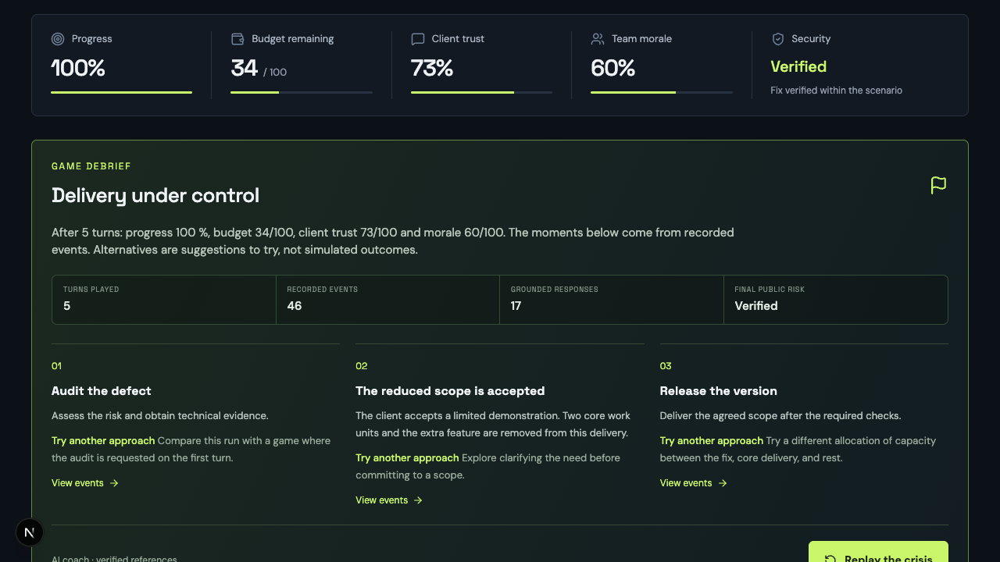 Progress
100%
Budget remaining
34 / 100
Client trust
73%
Team morale
60%
Security
Verified
Fix verified within the scenario
GAME DEBRIEF
Delivery under control
After 5 turns: progress 100 %, budget 34/100, client trust 73/100 and morale 60/100. The moments below come from recorded
events. Alternatives are suggestions to try, not simulated outcomes.
TURNS PLAYED
5
RECORDED EVENTS
46
GROUNDED RESPONSES
17
FINAL PUBLIC RISK
Verified
01
Audit the defect
Assess the risk and obtain technical evidence.
Try another approach Compare this run with a game where
the audit is requested on the first turn.
View events →
02
The reduced scope is accepted
The client accepts a limited demonstration. Two core work
units and the extra feature are removed from this delivery.
Try another approach Explore clarifying the need before
committing to a scope.
View events →
03
Release the version
Deliver the agreed scope after the required checks.
Try another approach Try a different allocation of capacity
between the fix, core delivery, and rest.
View events →
N
AI coach · verified references
Replay the crisis